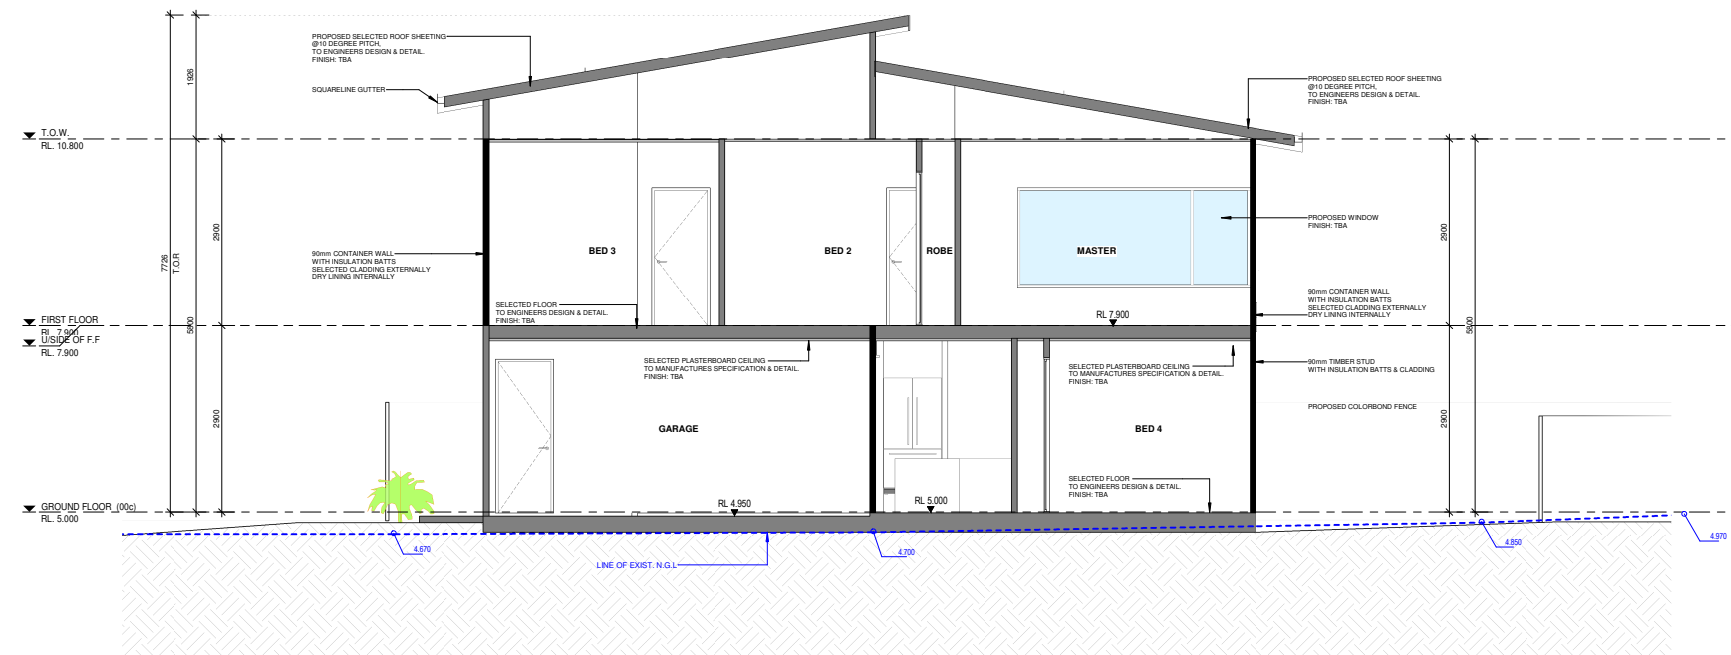 PROPOSED SELECTED ROOF SHEETING
@10 DEGREE PITCH,
TO ENGINEERS DESIGN & DETAIL.
FINISH: TBA
SQUARELINE GUTTER
1926
PROPOSED SELECTED ROOF SHEETING
@10 DEGREE PITCH,
TO ENGINEERS DESIGN & DETAIL.
FINISH: TBA
T.O.W.
RL. 10.800
7726
T.O.R
5800
2900
90mm CONTAINER WALL
WITH INSULATION BATTS
SELECTED CLADDING EXTERNALLY
DRY LINING INTERNALLY
BED 3
BED 2
ROBE
MASTER
PROPOSED WINDOW
FINISH: TBA
2900
5800
SELECTED FLOOR
TO ENGINEERS DESIGN & DETAIL.
FINISH: TBA
RL 7.900
90mm CONTAINER WALL
WITH INSULATION BATTS
SELECTED CLADDING EXTERNALLY
DRY LINING INTERNALLY
FIRST FLOOR
RL. 7.900
U/SIDE OF F.F
RL. 7.900
SELECTED PLASTERBOARD CEILING
TO MANUFACTURES SPECIFICATION & DETAIL.
FINISH: TBA
SELECTED PLASTERBOARD CEILING
TO MANUFACTURES SPECIFICATION & DETAIL.
FINISH: TBA
90mm TIMBER STUD
WITH INSULATION BATTS & CLADDING
PROPOSED COLORBOND FENCE
2900
GARAGE
BED 4
2900
SELECTED FLOOR
TO ENGINEERS DESIGN & DETAIL.
FINISH: TBA
GROUND FLOOR (00c)
RL. 5.000
RL 4.950
RL 5.000
4.670
LINE OF EXIST. N.G.L
4.700
4.850
4.970